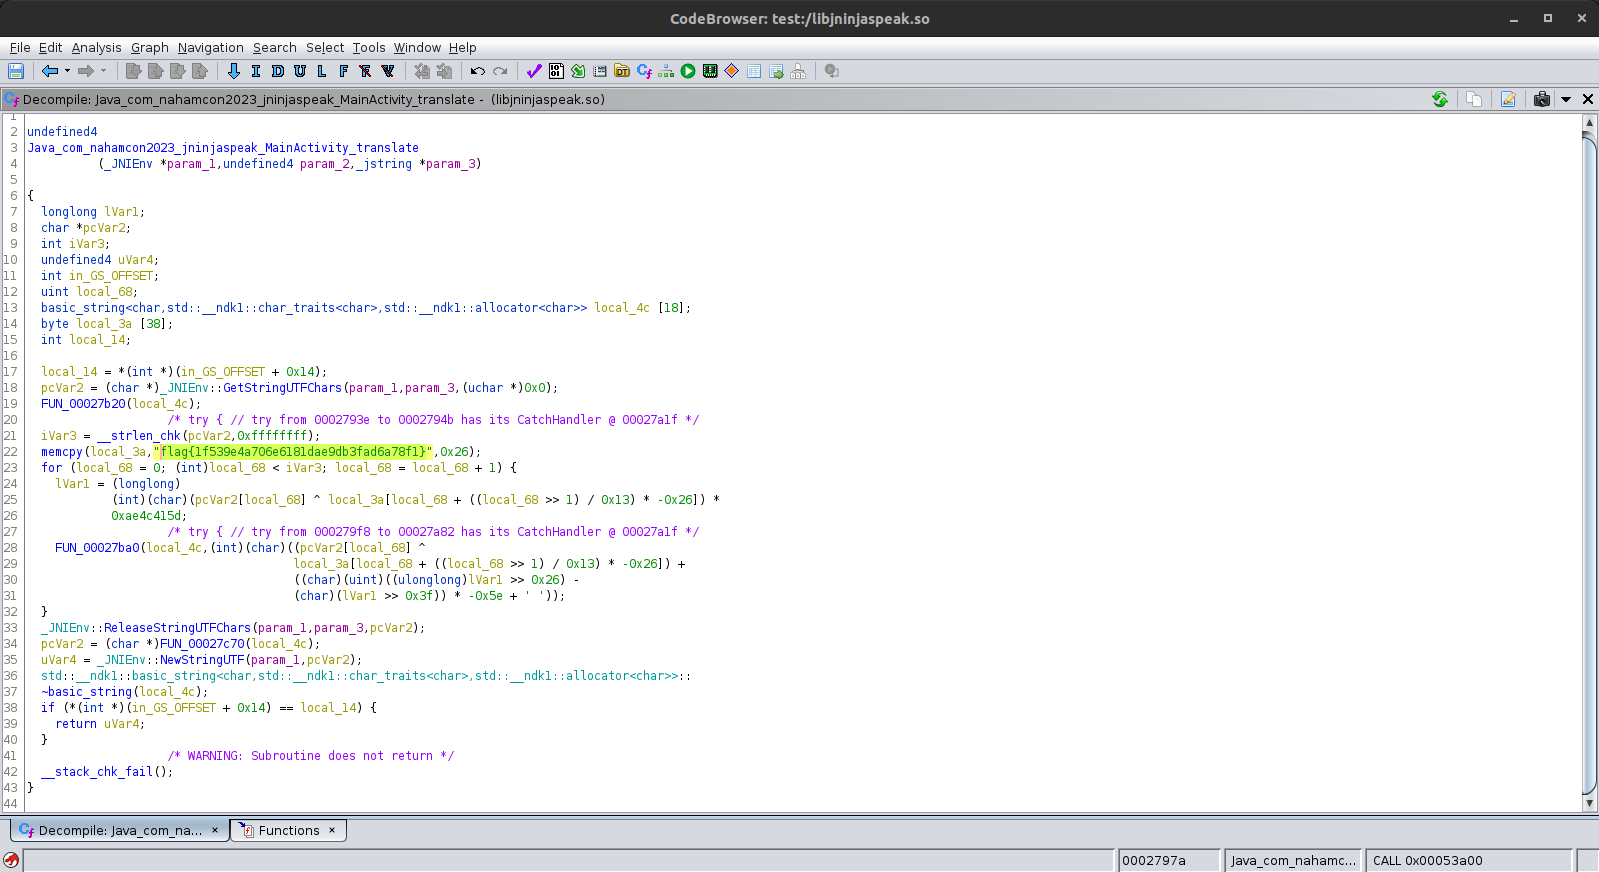 CodeBrowser: test:/libjninjaspeak.so
File Edit Analysis Graph Navigation Search Select Tools Window Help
I D U L F F V
Decompile: Java_com_nahamcon2023_jninjaspeak_MainActivity_translate - (libjninjaspeak.so)
1
2 undefined4
3 Java_com_nahamcon2023_jninjaspeak_MainActivity_translate
4 (_JNIEnv *param_1,undefined4 param_2,_jstring *param_3)
5
6 {
7 longlong lVar1;
8 char *pcVar2;
9 int iVar3;
10 undefined4 uVar4;
11 int in_GS_OFFSET;
12 uint local_68;
13 basic_string<char,std::__ndk1::char_traits<char>,std::__ndk1::allocator<char>> local_4c [18];
14 byte local_3a [38];
15 int local_14;
16
17 local_14 = *(int *)(in_GS_OFFSET + 0x14);
18 pcVar2 = (char *)_JNIEnv::GetStringUTFChars(param_1,param_3,(uchar *)0x0);
19 FUN_00027b20(local_4c);
20 /* try { // try from 0002793e to 0002794b has its CatchHandler @ 00027a1f */
21 iVar3 = __strlen_chk(pcVar2,0xffffffff);
22 memcpy(local_3a,"flag{1f539e4a706e6181dae9db3fad6a78f1}",0x26);
23 for (local_68 = 0; (int)local_68 < iVar3; local_68 = local_68 + 1) {
24 lVar1 = (longlong)
25 (int)(char)(pcVar2[local_68] ^ local_3a[local_68 + ((local_68 >> 1) / 0x13) * -0x26]) *
26 0xae4c415d;
27 /* try { // try from 000279f8 to 00027a82 has its CatchHandler @ 00027a1f */
28 FUN_00027ba0(local_4c,(int)(char)((pcVar2[local_68] ^
29 local_3a[local_68 + ((local_68 >> 1) / 0x13) * -0x26]) +
30 ((char)(uint)((ulonglong)lVar1 >> 0x26) -
31 (char)(lVar1 >> 0x3f)) * -0x5e + ' '));
32 }
33 _JNIEnv::ReleaseStringUTFChars(param_1,param_3,pcVar2);
34 pcVar2 = (char *)FUN_00027c70(local_4c);
35 uVar4 = _JNIEnv::NewStringUTF(param_1,pcVar2);
36 std::__ndk1::basic_string<char,std::__ndk1::char_traits<char>,std::__ndk1::allocator<char>>::
37 ~basic_string(local_4c);
38 if (*(int *)(in_GS_OFFSET + 0x14) == local_14) {
39 return uVar4;
40 }
41 /* WARNING: Subroutine does not return */
42 __stack_chk_fail();
43 }
44
Decompile: Java_com_na... × Functions ×
0002797a Java_com_nahamc... CALL 0x00053a00